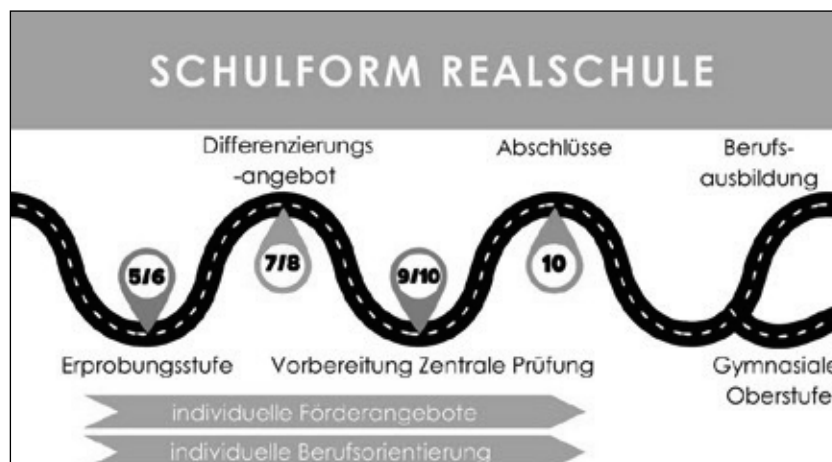 SCHULFORM REALSCHULE
Differenzierungs
-angebot
Abschlüsse
Berufs-
ausbildung
5/6
7/8
9/10
10
Erprobungsstufe
Vorbereitung Zentrale Prüfung
Gymnasiale
Oberstufe
individuelle Förderangebote
individuelle Berufsorientierung